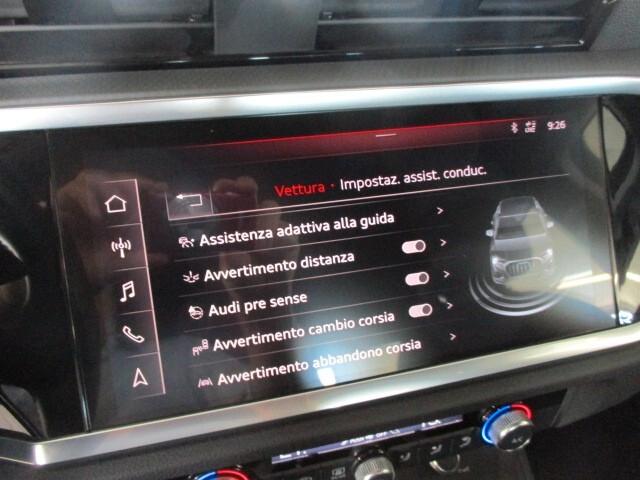 9:26
Vettura · Impostaz. assist. conduc.
Assistenza adattiva alla guida
Avvertimento distanza
Audi pre sense
Avvertimento cambio corsia
Avvertimento abbandono corsia
A/C